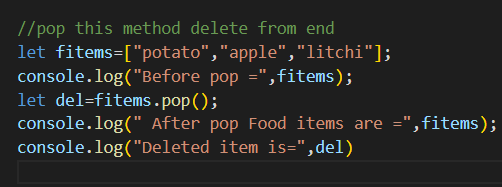 //pop this method delete from end
let fitems=["potato","apple","litchi"];
console.log("Before pop =",fitems);
let del=fitems.pop();
console.log(" After pop Food items are =",fitems);
console.log("Deleted item is=",del)